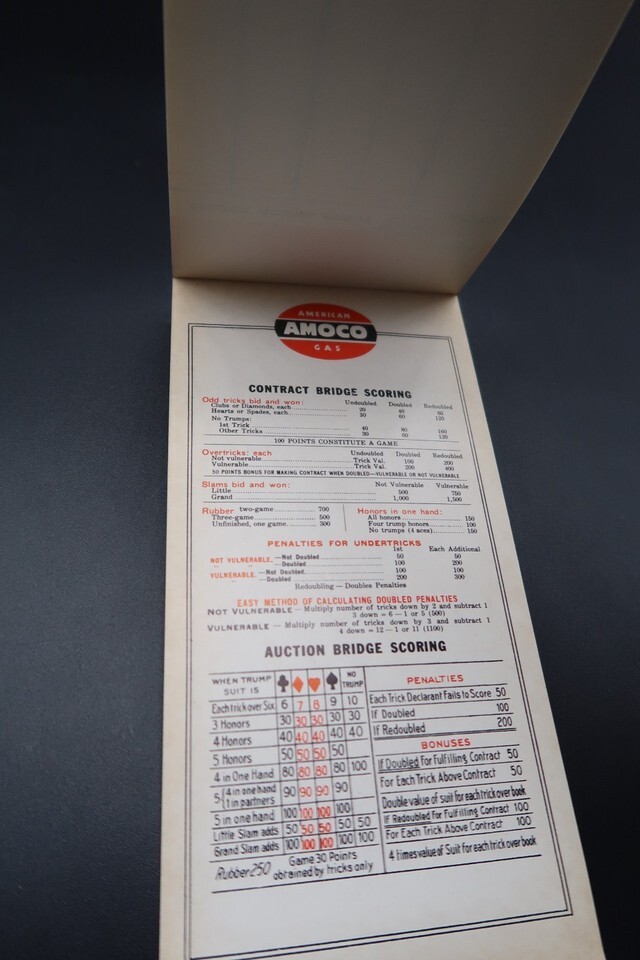 AMERICAN
AMOCO
GAS
CONTRACT BRIDGE SCORING
Odd tricks bid and won: Undoubled Doubled Redoubled
Clubs or Diamonds, each 20 40 80
Hearts or Spades, each 30 60 120
No Trumps:
1st Trick 40 80 160
Other Tricks 30 60 120
100 POINTS CONSTITUTE A GAME
Overtricks: each Undoubled Doubled Redoubled
Not vulnerable Trick Val. 100 200
Vulnerable Trick Val. 200 400
50 POINTS BONUS FOR MAKING CONTRACT WHEN DOUBLED—VULNERABLE OR NOT VULNERABLE
Slams bid and won: Not Vulnerable Vulnerable
Little 500 750
Grand 1,000 1,500
Rubber two-game 700
Three-game 500
Unfinished, one game 300
Honors in one hand:
All honors 150
Four trump honors 100
No trumps (4 aces) 150
PENALTIES FOR UNDERTRICKS
1st Each Additional
NOT VULNERABLE, —Not Doubled 50 50
" " —Doubled 100 200
VULNERABLE, —Not Doubled 100 100
" —Doubled 200 300
Redoubling — Doubles Penalties
EASY METHOD OF CALCULATING DOUBLED PENALTIES
NOT VULNERABLE — Multiply number of tricks down by 2 and subtract 1
3 down = 6 — 1 or 5 (500)
VULNERABLE — Multiply number of tricks down by 3 and subtract 1
4 down = 12 — 1 or 11 (1100)
AUCTION BRIDGE SCORING
WHEN TRUMP SUIT IS ♣ ♦ ♥ ♠ NO TRUMP
Each trick over Six 6 7 8 9 10
3 Honors 30 30 30 30 30
4 Honors 40 40 40 40 40
5 Honors 50 50 50 50
4 in One Hand 80 80 80 80 100
5 {4 in one hand 1 in partners 90 90 90 90
5 in one hand 100 100 100 100
Little Slam adds 50 50 50 50 50
Grand Slam adds 100 100 100 100 100
Rubber 250 Game 30 Points
obtained by tricks only
PENALTIES
Each Trick Declarant Fails to Score 50
If Doubled 100
If Redoubled 200
BONUSES
If Doubled for Fulfilling Contract 50
For Each Trick Above Contract 50
Double value of suit for each trick over book
If Redoubled For Fulfilling Contract 100
For Each Trick Above Contract 100
4 times value of Suit for each trick over book